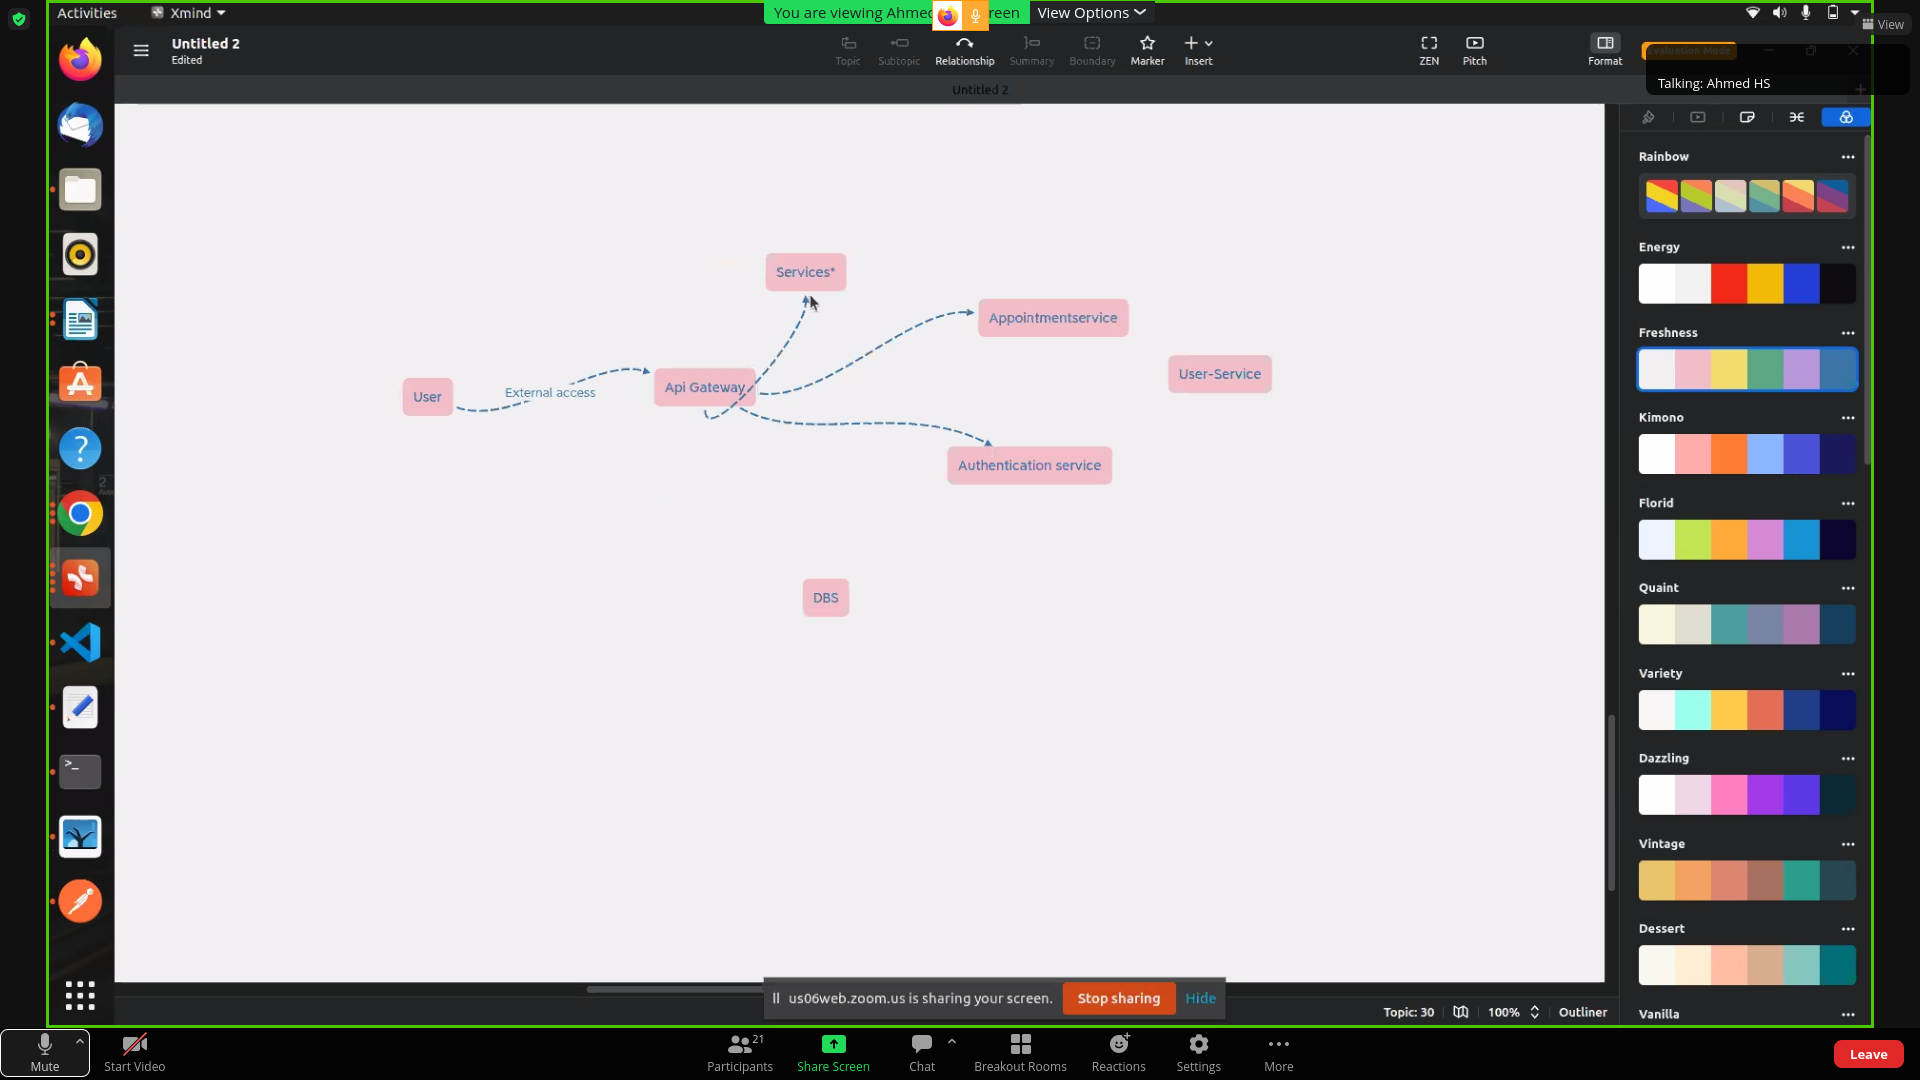 Activities
Xmind
You are viewing Ahmed
reen
View Options
View
Untitled 2
Edited
Topic
Subtopic
Relationship
Summary
Boundary
Marker
Insert
ZEN
Pitch
Format
Talking: Ahmed HS
Untitled 2
Services*
Appointmentservice
User-Service
User
External access
Api Gateway
Authentication service
DBS
Rainbow
Energy
Freshness
Kimono
Florid
Quaint
Variety
Dazzling
Vintage
Dessert
Vanilla
us06web.zoom.us is sharing your screen.
Stop sharing
Hide
Topic: 30
100%
Outliner
Mute
Start Video
Participants
21
Share Screen
Chat
Breakout Rooms
Reactions
Settings
More
Leave